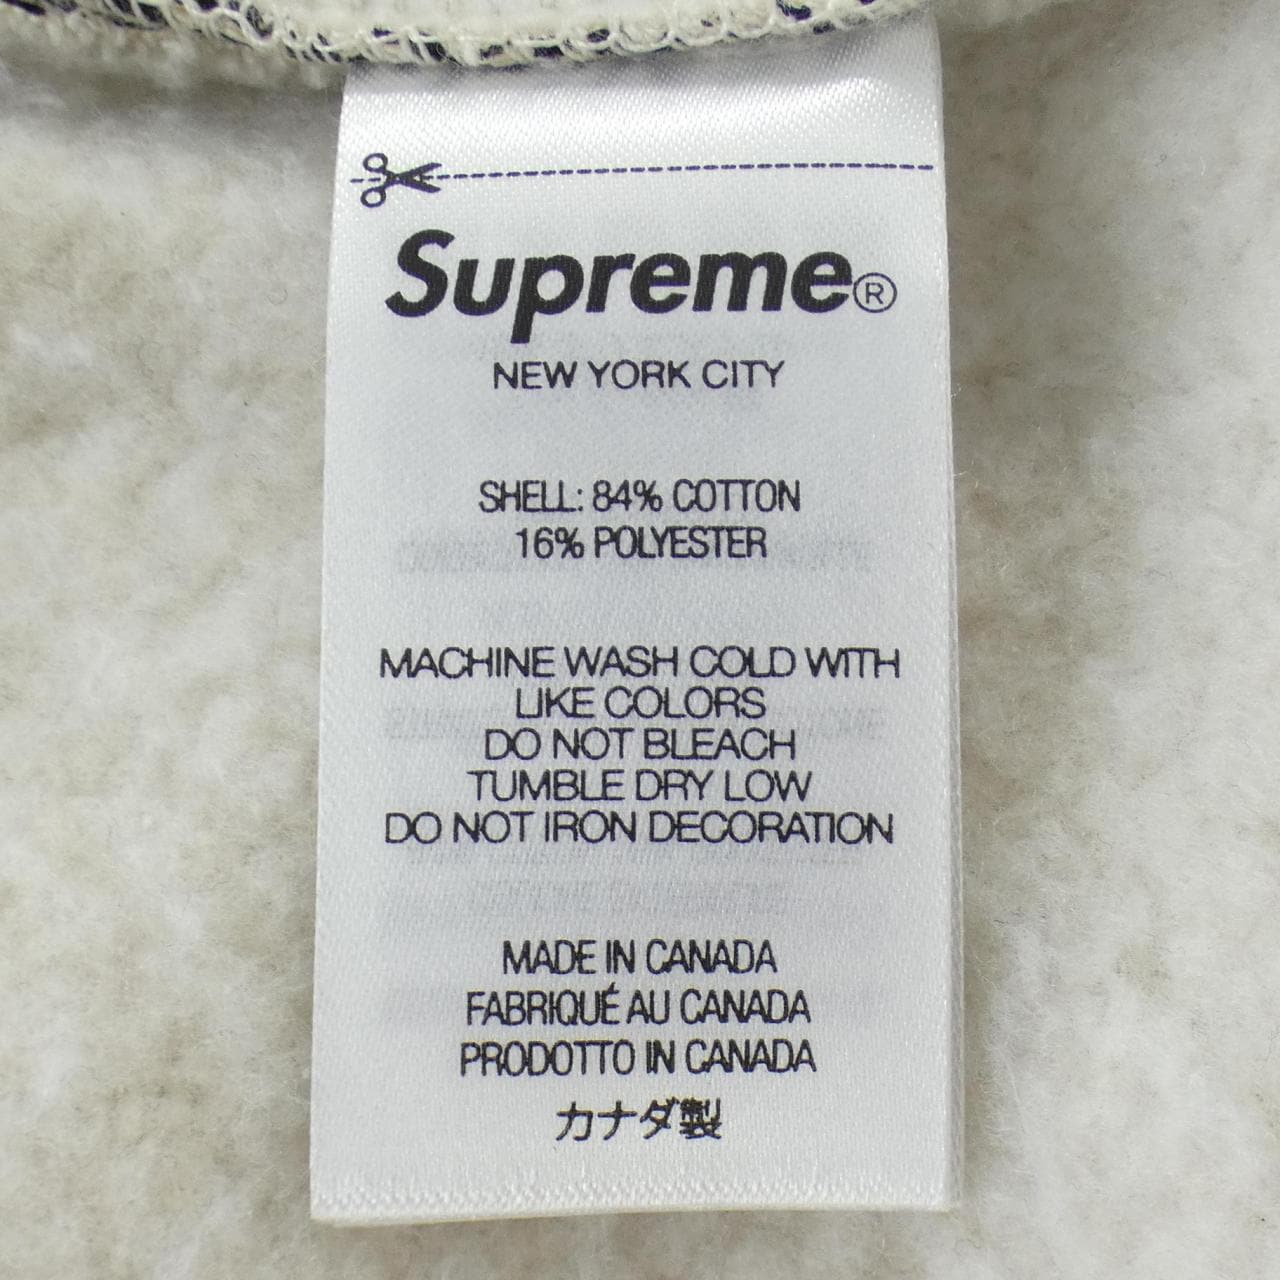 Supreme®
NEW YORK CITY
SHELL: 84% COTTON
16% POLYESTER
MACHINE WASH COLD WITH
LIKE COLORS
DO NOT BLEACH
TUMBLE DRY LOW
DO NOT IRON DECORATION
MADE IN CANADA
FABRIQUÉ AU CANADA
PRODOTTO IN CANADA
カナダ製